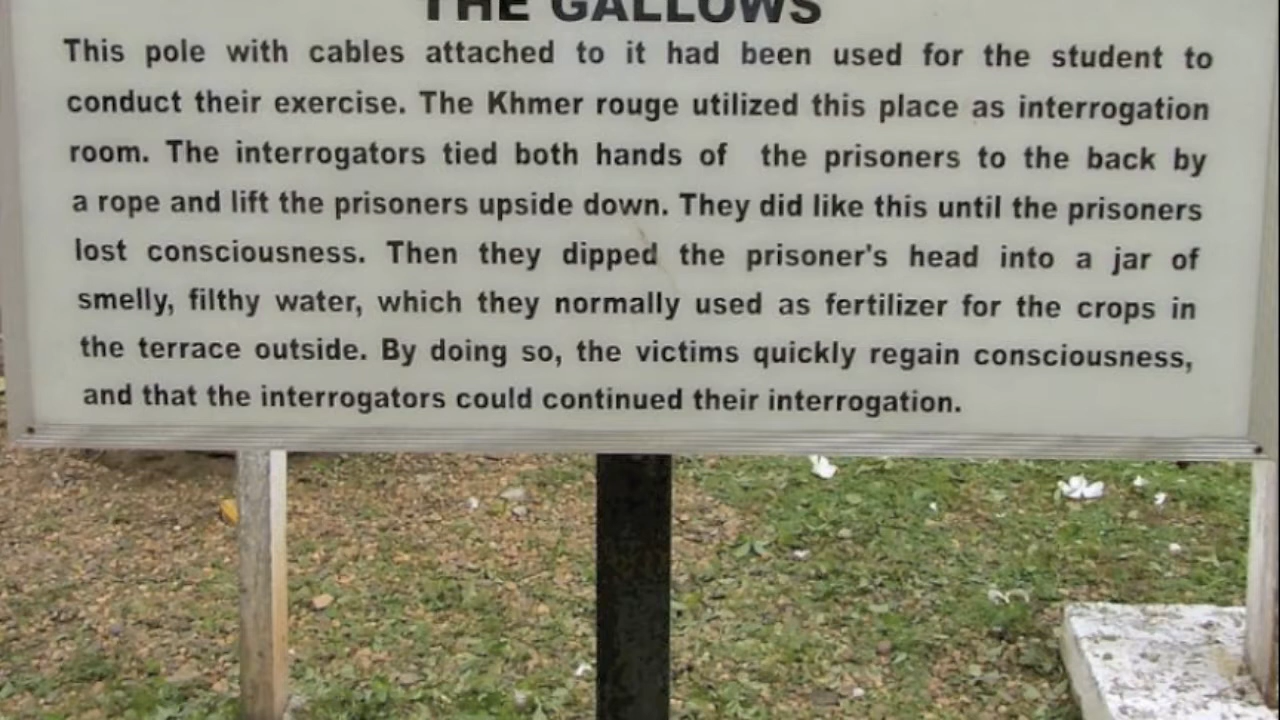 THE GALLOWS
This pole with cables attached to it had been used for the student to
conduct their exercise. The Khmer rouge utilized this place as interrogation
room. The interrogators tied both hands of the prisoners to the back by
a rope and lift the prisoners upside down. They did like this until the prisoners
lost consciousness. Then they dipped the prisoner's head into a jar of
smelly, filthy water, which they normally used as fertilizer for the crops in
the terrace outside. By doing so, the victims quickly regain consciousness,
and that the interrogators could continued their interrogation.